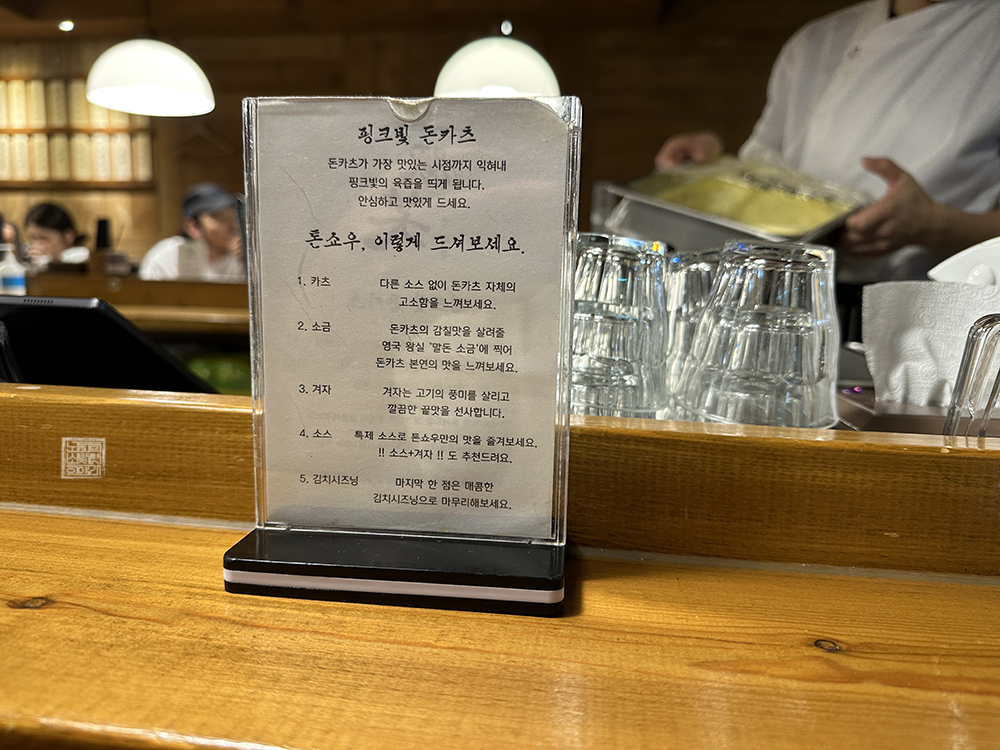 핑크빛 돈카츠
돈카츠가 가장 맛있는 시점까지 익혀내
핑크빛의 육즙을 띄게 됩니다.
안심하고 맛있게 드세요.
톤쇼우, 이렇게 드셔보세요.
1. 카츠 다른 소스 없이 돈카츠 자체의
고소함을 느껴보세요.
2. 소금 돈카츠의 감칠맛을 살려줄
영국 왕실 '말돈 소금'에 찍어
돈카츠 본연의 맛을 느껴보세요.
3. 겨자 겨자는 고기의 풍미를 살리고
깔끔한 끝맛을 선사합니다.
4. 소스 특제 소스로 톤쇼우만의 맛을 즐겨보세요.
!! 소스+겨자 !! 도 추천드려요.
5. 김치시즈닝 마지막 한 점은 매콤한
김치시즈닝으로 마무리해보세요.